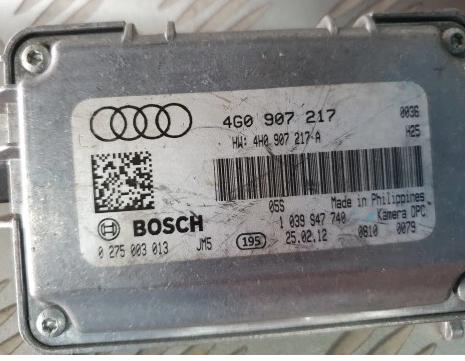 4G0 907 217 0036
HW: 4H0 907 217 A H25
05S Made in Philippines
BOSCH 1 039 947 740 Kamera DPC
0 275 003 013 JM5 195 25.02.12 0810 0079